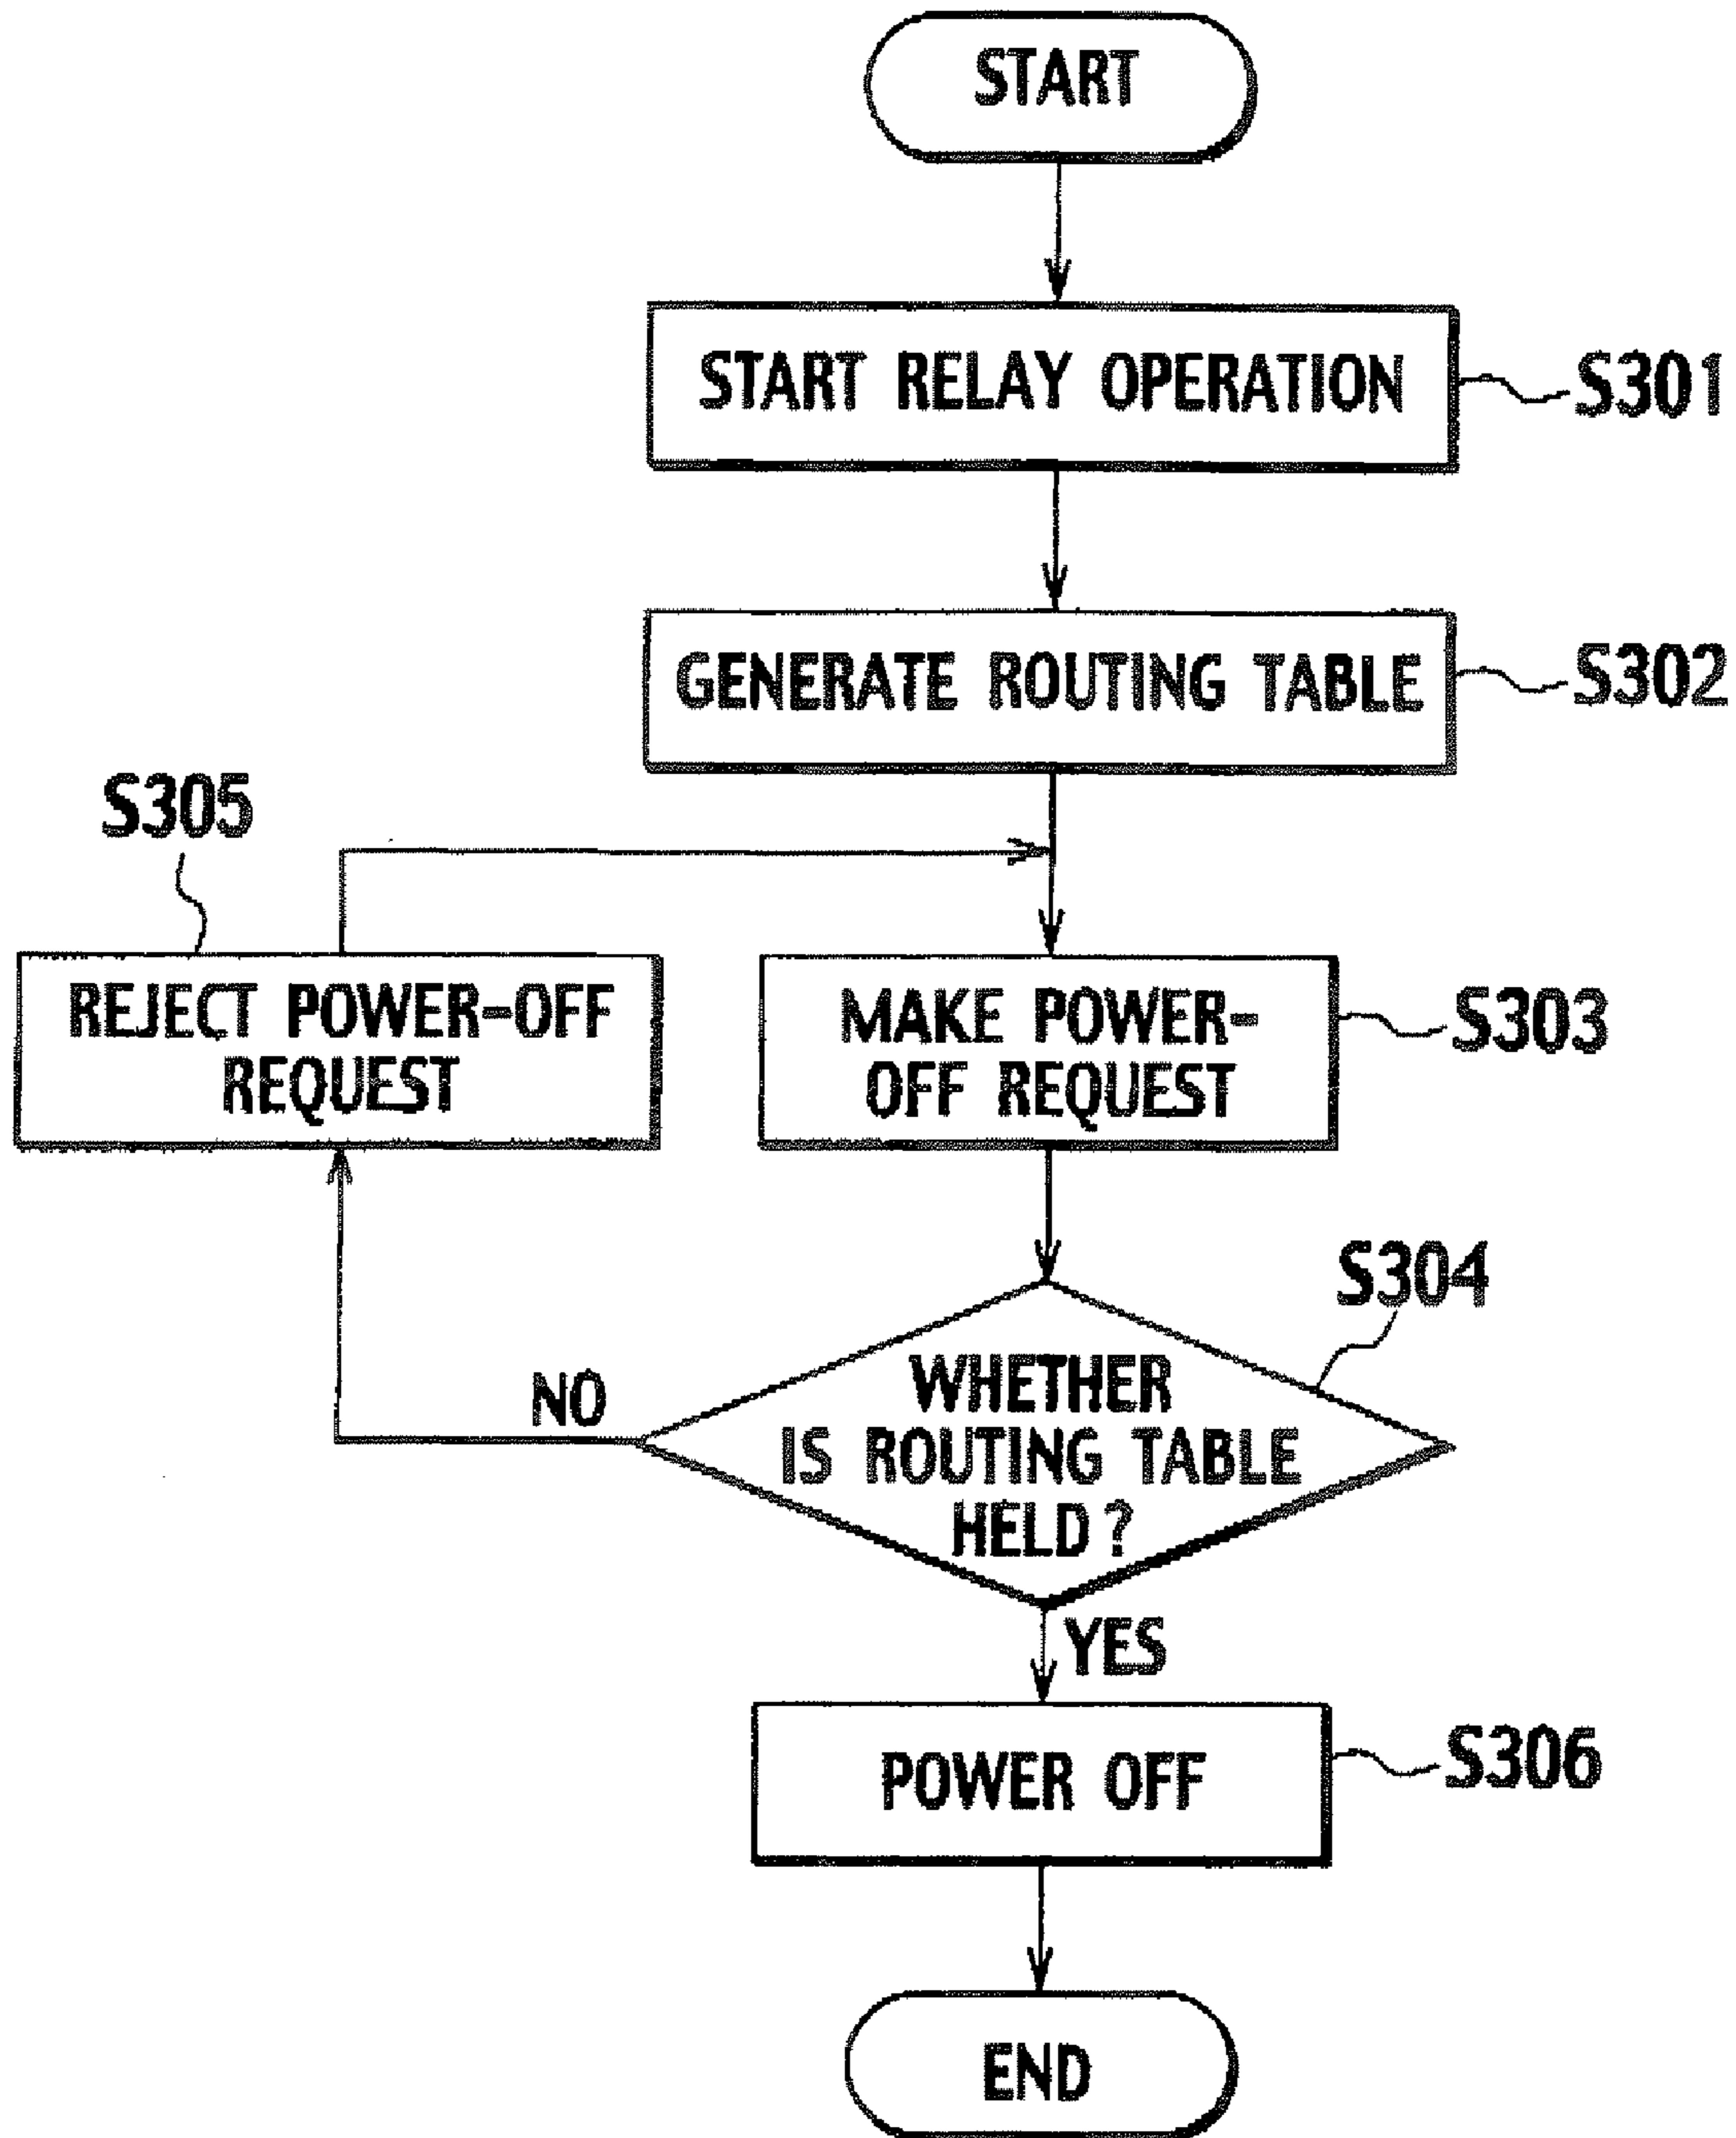 START
START RELAY OPERATION
S301
GENERATE ROUTING TABLE
S302
S305
REJECT POWER-OFF
REQUEST
MAKE POWER-
OFF REQUEST
S303
S304
WHETHER
IS ROUTING TABLE
HELD?
NO
YES
POWER OFF
S306
END